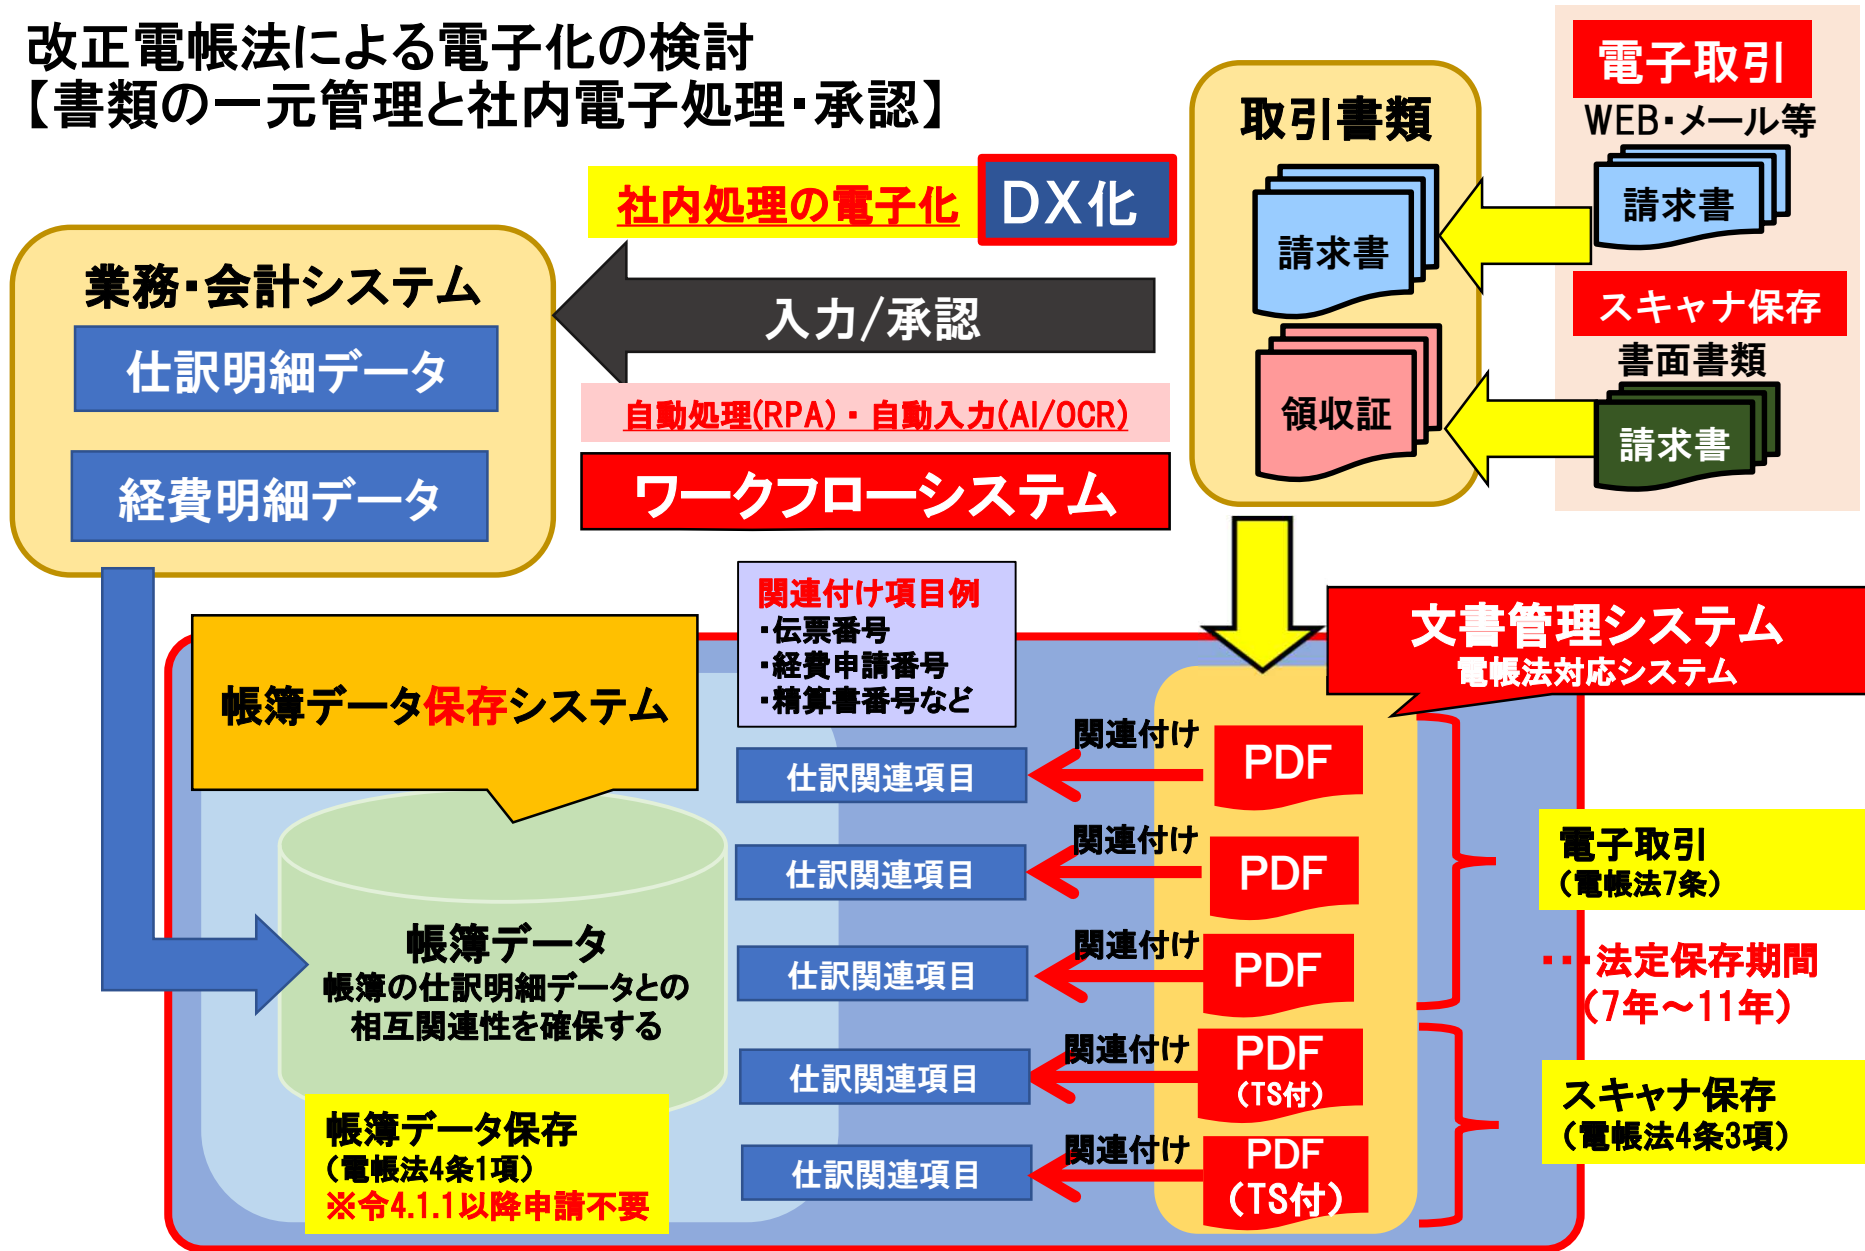 改正電帳法による電子化の検討
【書類の一元管理と社内電子処理・承認】
電子取引
WEB・メール等
請求書
スキャナ保存
書面書類
請求書
取引書類
請求書
領収証
社内処理の電子化
DX化
入力/承認
自動処理(RPA)・自動入力(AI/OCR)
ワークフローシステム
業務・会計システム
仕訳明細データ
経費明細データ
関連付け項目例
・伝票番号
・経費申請番号
・精算書番号など
文書管理システム
電帳法対応システム
帳簿データ保存システム
関連付け
仕訳関連項目
PDF
関連付け
仕訳関連項目
PDF
関連付け
仕訳関連項目
PDF
関連付け
仕訳関連項目
PDF
（TS付）
関連付け
仕訳関連項目
PDF
（TS付）
電子取引
（電帳法7条）
・・・法定保存期間
（7年～11年）
スキャナ保存
（電帳法4条3項）
帳簿データ
帳簿の仕訳明細データとの
相互関連性を確保する
帳簿データ保存
（電帳法4条1項）
※令4.1.1以降申請不要